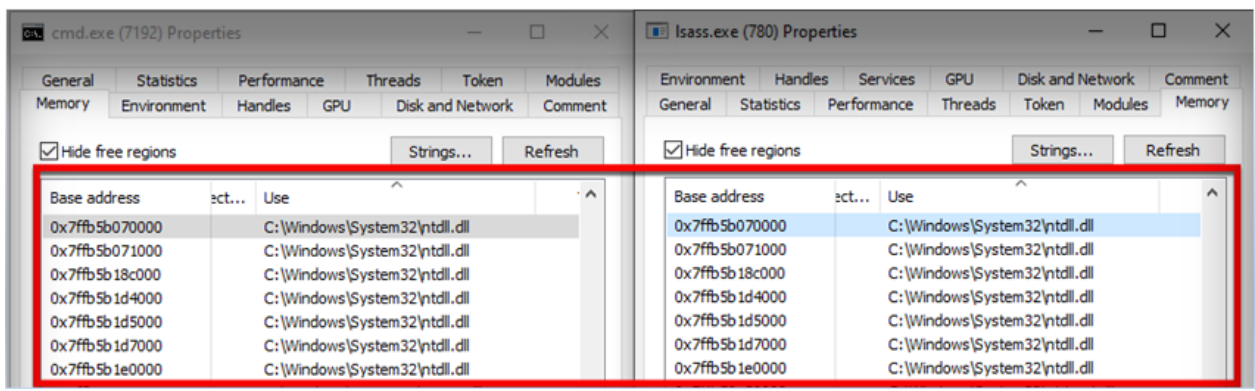 cmd.exe (7192) Properties
General Statistics Performance Threads Token Modules
Memory Environment Handles GPU Disk and Network Comment
Hide free regions Strings... Refresh
Base address ect... Use
0x7ffb5b070000 C:\Windows\System32\ntdll.dll
0x7ffb5b071000 C:\Windows\System32\ntdll.dll
0x7ffb5b18c000 C:\Windows\System32\ntdll.dll
0x7ffb5b1d4000 C:\Windows\System32\ntdll.dll
0x7ffb5b1d5000 C:\Windows\System32\ntdll.dll
0x7ffb5b1d7000 C:\Windows\System32\ntdll.dll
0x7ffb5b1e0000 C:\Windows\System32\ntdll.dll
lsass.exe (780) Properties
Environment Handles Services GPU Disk and Network Comment
General Statistics Performance Threads Token Modules Memory
Hide free regions Strings... Refresh
Base address ect... Use
0x7ffb5b070000 C:\Windows\System32\ntdll.dll
0x7ffb5b071000 C:\Windows\System32\ntdll.dll
0x7ffb5b18c000 C:\Windows\System32\ntdll.dll
0x7ffb5b1d4000 C:\Windows\System32\ntdll.dll
0x7ffb5b1d5000 C:\Windows\System32\ntdll.dll
0x7ffb5b1d7000 C:\Windows\System32\ntdll.dll
0x7ffb5b1e0000 C:\Windows\System32\ntdll.dll